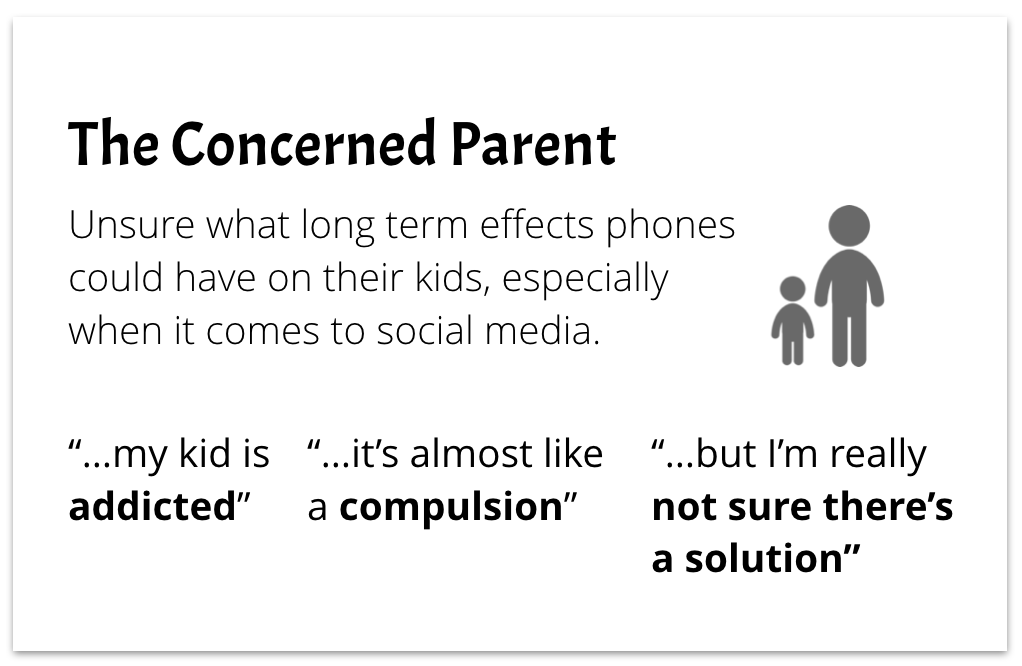 The Concerned Parent
Unsure what long term effects phones
could have on their kids, especially
when it comes to social media.
“...my kid is
addicted”
“...it’s almost like
a compulsion”
“...but I’m really
not sure there’s
a solution”